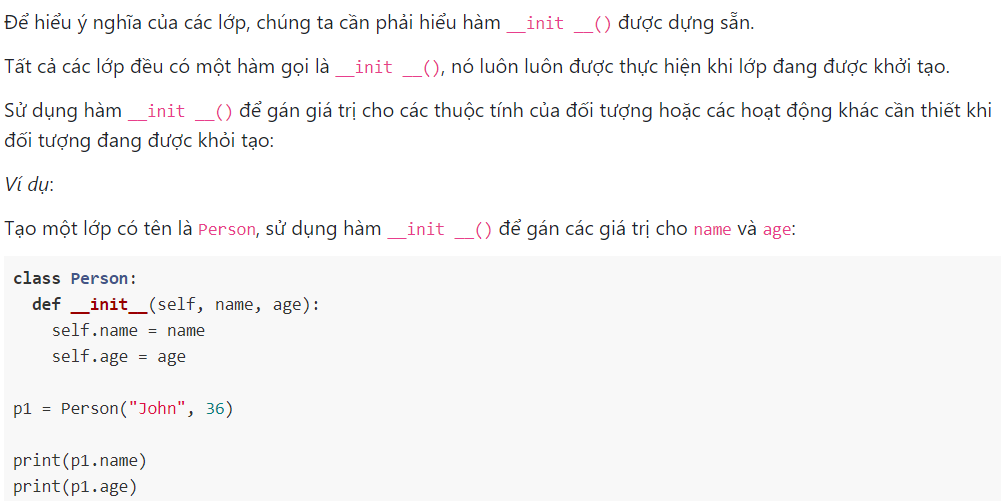 Để hiểu ý nghĩa của các lớp, chúng ta cần phải hiểu hàm __init __() được dựng sẵn.
Tất cả các lớp đều có một hàm gọi là __init __(), nó luôn luôn được thực hiện khi lớp đang được khởi tạo.
Sử dụng hàm __init __() để gán giá trị cho các thuộc tính của đối tượng hoặc các hoạt động khác cần thiết khi
đối tượng đang được khỏi tạo:
Ví dụ:
Tạo một lớp có tên là Person, sử dụng hàm __init __() để gán các giá trị cho name và age:
class Person:
  def __init__(self, name, age):
    self.name = name
    self.age = age
p1 = Person("John", 36)
print(p1.name)
print(p1.age)